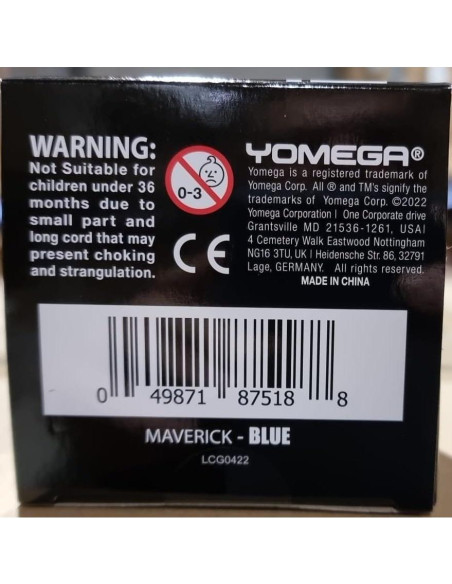 WARNING:
Not Suitable for
children under 36
months due to
small part and
long cord that may
present choking
and strangulation.
0-3
CE
YOMEGA®
Yomega is a registered trademark of
Yomega Corp. All ® and TM's signify the
trademarks of Yomega Corp. ©2022
Yomega Corporation | One Corporate drive
Grantsville MD 21536-1261, USA|
4 Cemetery Walk Eastwood Nottingham
NG16 3TU, UK | Heidensche Str. 86, 32791
Lage, GERMANY. All rights reserved.
MADE IN CHINA
0 49871 87518 8
MAVERICK - BLUE
LCG0422